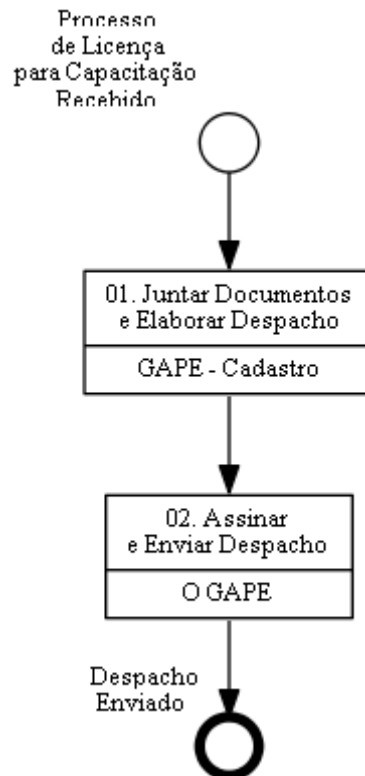 Processo
de Licença
para Capacitação
Recebido
01. Juntar Documentos
e Elaborar Despacho
GAPE - Cadastro
02. Assinar
e Enviar Despacho
O GAPE
Despacho
Enviado